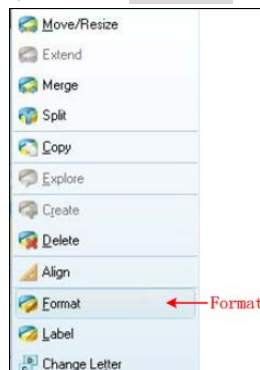 Move/Resize
Extend
Merge
Split
Copy
Explore
Create
Delete
Align
Format Format
Label
Change Letter